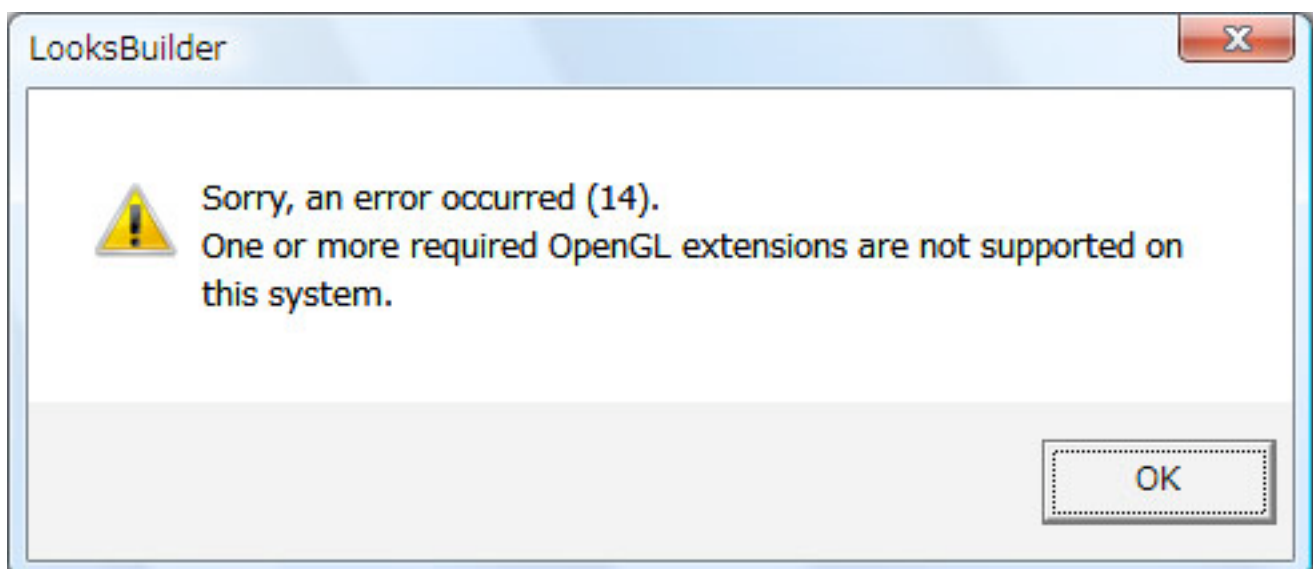 LooksBuilder
Sorry, an error occurred (14).
One or more required OpenGL extensions are not supported on
this system.
OK